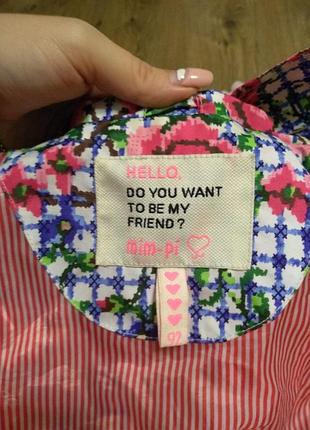 HELLO,
DO YOU WANT
TO BE MY
FRIEND?
mim-pi
92